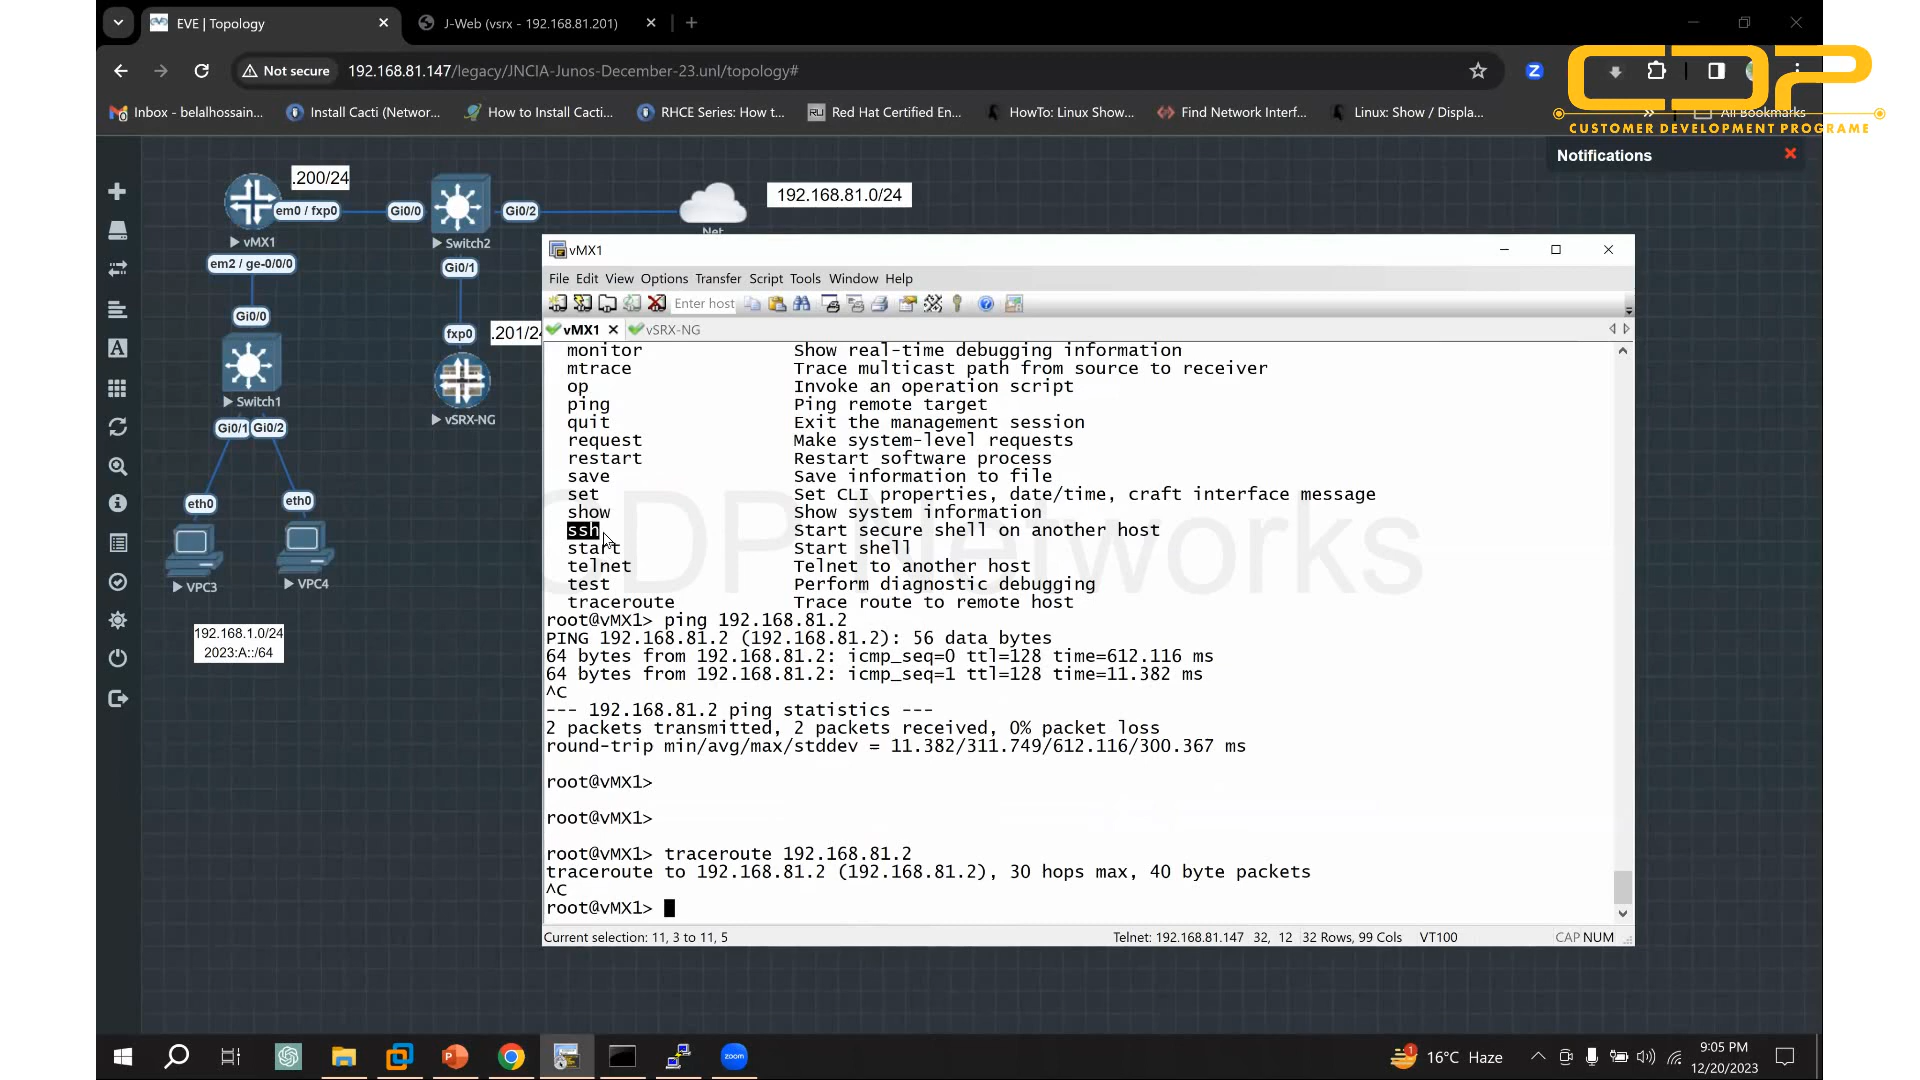 EVE | Topology
J-Web (vsrx - 192.168.81.201)
Not secure
192.168.81.147/legacy/JNCIA-Junos-December-23.unl/topology#
CDP
CUSTOMER DEVELOPMENT PROGRAME
Inbox - belalhossain...
Install Cacti (Networ...
How to Install Cacti...
RHCE Series: How t...
RU
Red Hat Certified En...
HowTo: Linux Show...
Find Network Interf...
Linux: Show / Displa...
All Bookmarks
Notifications
.200/24
192.168.81.0/24
em0 / fxp0
Gi0/0
Gi0/2
Net
vMX1
Switch2
em2 / ge-0/0/0
Gi0/1
Gi0/0
fxp0
.201/24
Switch1
vSRX-NG
Gi0/1
Gi0/2
eth0
eth0
VPC3
VPC4
192.168.1.0/24
2023:A::/64
vMX1
File Edit View Options Transfer Script Tools Window Help
Enter host
vMX1
vSRX-NG
monitor Show real-time debugging information
mtrace Trace multicast path from source to receiver
op Invoke an operation script
ping Ping remote target
quit Exit the management session
request Make system-level requests
restart Restart software process
save Save information to file
set Set CLI properties, date/time, craft interface message
show Show system information
ssh Start secure shell on another host
start Start shell
telnet Telnet to another host
test Perform diagnostic debugging
traceroute Trace route to remote host
root@vMX1> ping 192.168.81.2
PING 192.168.81.2 (192.168.81.2): 56 data bytes
64 bytes from 192.168.81.2: icmp_seq=0 ttl=128 time=612.116 ms
64 bytes from 192.168.81.2: icmp_seq=1 ttl=128 time=11.382 ms
^C
--- 192.168.81.2 ping statistics ---
2 packets transmitted, 2 packets received, 0% packet loss
round-trip min/avg/max/stddev = 11.382/311.749/612.116/300.367 ms
root@vMX1>
root@vMX1>
root@vMX1> traceroute 192.168.81.2
traceroute to 192.168.81.2 (192.168.81.2), 30 hops max, 40 byte packets
^C
root@vMX1>
CDP Networks
Current selection: 11, 3 to 11, 5
Telnet: 192.168.81.147 32, 12 32 Rows, 99 Cols VT100 CAP NUM
zoom
1
16°C Haze
9:05 PM
12/20/2023